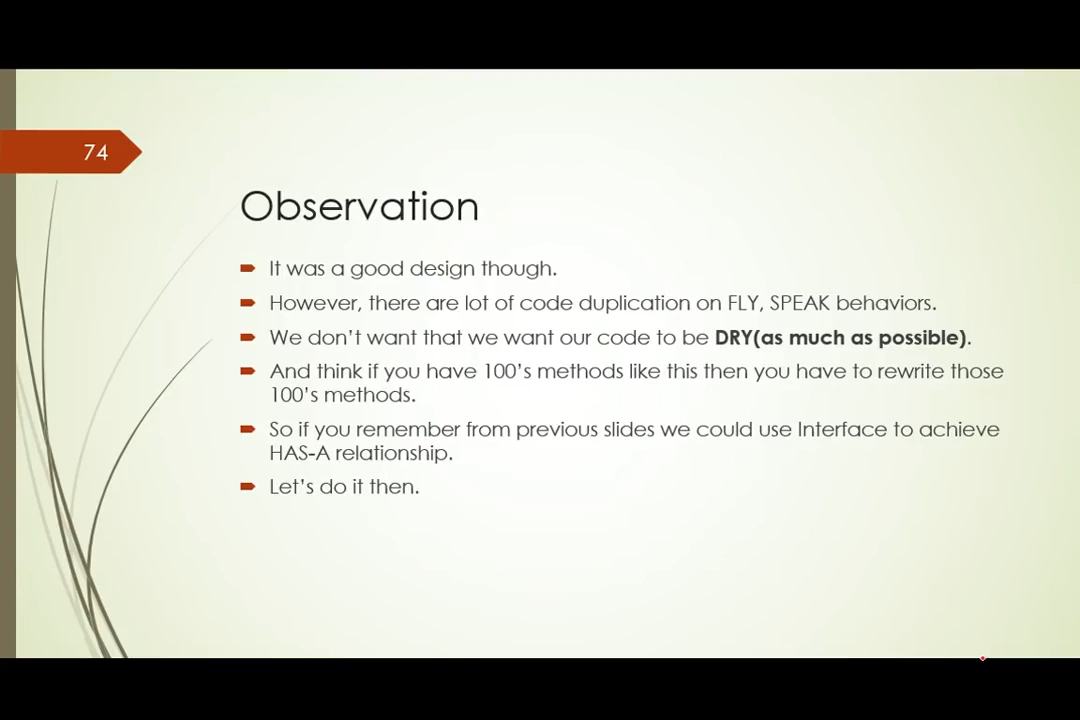 74
Observation
It was a good design though.
However, there are lot of code duplication on FLY, SPEAK behaviors.
We don't want that we want our code to be DRY(as much as possible).
And think if you have 100's methods like this then you have to rewrite those
100's methods.
So if you remember from previous slides we could use Interface to achieve
HAS-A relationship.
Let's do it then.